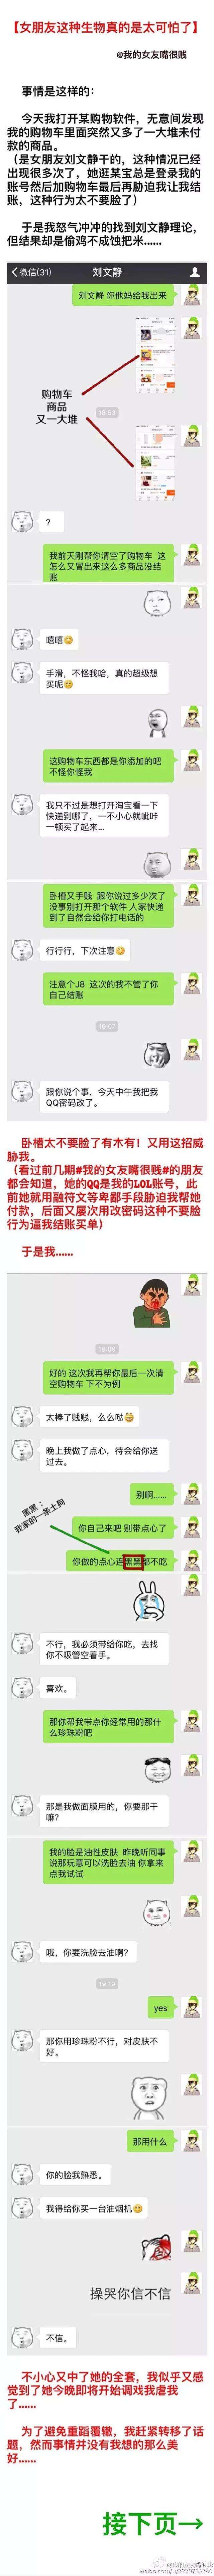 【女朋友这种生物真的是太可怕了】
@我的女友嘴很贱
事情是这样的：
今天我打开某购物软件，无意间发现
我的购物车里面突然又多了一大堆未付
款的商品。
（是女朋友刘文静干的，这种情况已经
出现很多次了，她逛某宝总是登录我的
账号然后加购物车最后再胁迫我让我结
账，这种行为太不要脸了）
于是我怒气冲冲的找到刘文静理论，
但结果却是偷鸡不成蚀把米……
微信(31)
刘文静
刘文静 你他妈给我出来
购物车
商品
又一大堆
16:53
？
我前天刚帮你清空了购物车 这
怎么又冒出来这么多商品没结
账
嘻嘻
手滑，不怪我哈，真的超级想
买呢
这购物车东西都是你添加的吧
不怪你怪我
我只不过是想打开淘宝看一下
快递到哪了，一不小心就呲咔
一顿买了起来...
卧槽又手贱 跟你说过多少次了
没事别打开那个软件 人家快递
到了自然会给你打电话的
行行行，下次注意
注意个J8 这次的我不管了你
自己结账
19:07
跟你说个事，今天中午我把我
QQ密码改了。
卧槽太不要脸了有木有！又用这招威
胁我。
（看过前几期#我的女友嘴很贱#的朋友
都会知道，她的QQ是我的LOL账号，此
前她就用融符文等卑鄙手段胁迫我帮她
付款，后面又屡次用改密码这种不要脸
行为逼我结账买单）
于是我……
19:09
好的 这次我再帮你最后一次清
空购物车 下不为例
太棒了贱贱，么么哒
晚上我做了点心，待会给你送
过去。
别啊……
黑黑：
我家的一条土狗
你自己来吧 别带点心了
你做的点心连黑黑都不吃
不行，我必须带给你吃，去找
你不吸管空着手。
喜欢。
那你帮我带点你经常用的那什
么珍珠粉吧
那是我做面膜用的，你要那干
嘛？
我的脸是油性皮肤 昨晚听同事
说那玩意可以洗脸去油 你拿来
点我试试
哦，你要洗脸去油啊？
19:19
yes
那你用珍珠粉不行，对皮肤不
好。
那用什么
你的脸我熟悉。
我得给你买一台油烟机
操哭你信不信
不信。
不小心又中了她的全套，我似乎又感
觉到了她今晚即将开始调戏我虐我
了……
为了避免重蹈覆辙，我赶紧转移了话
题，然而事情并没有我想的那么美
好……
接下页→